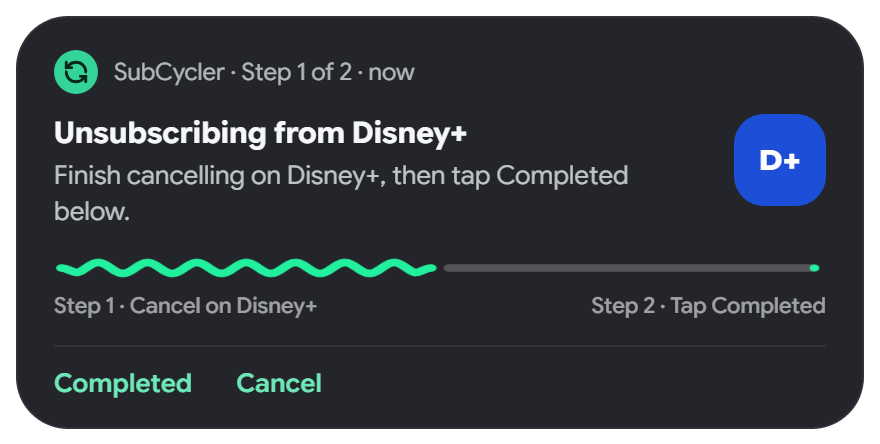 SubCycler · Step 1 of 2 · now
Unsubscribing from Disney+
Finish cancelling on Disney+, then tap Completed
below.
D+
Step 1 · Cancel on Disney+
Step 2 · Tap Completed
Completed
Cancel